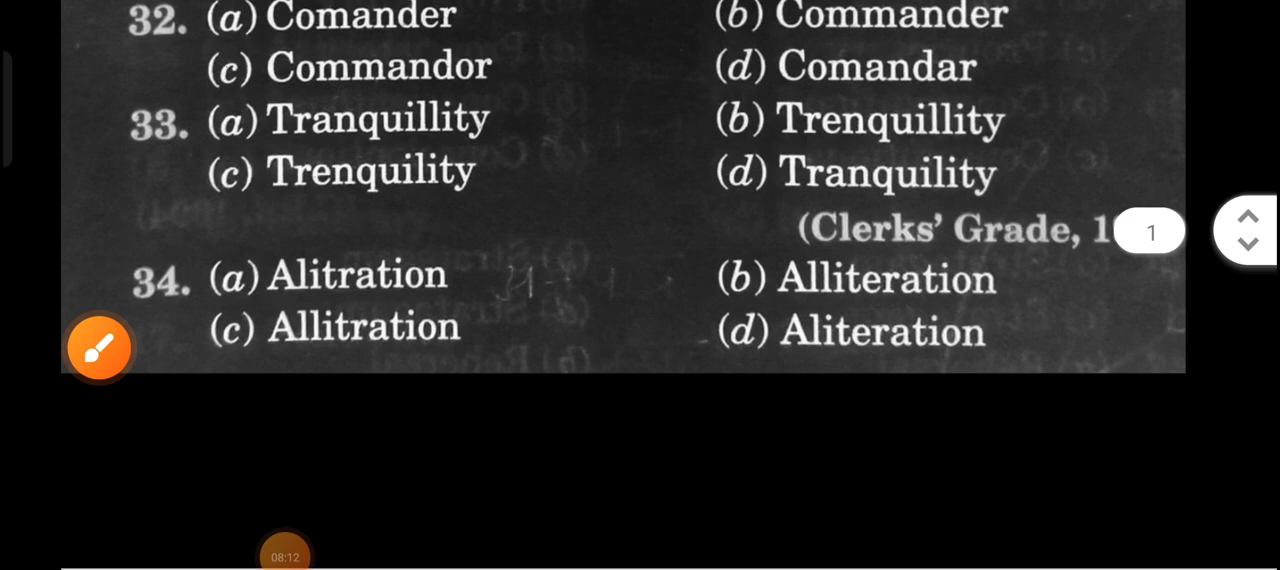 32. (a) Comander (b) Commander
(c) Commandor (d) Comandar
33. (a) Tranquillity (b) Trenquillity
(c) Trenquility (d) Tranquility
(Clerks' Grade, 1
1
34. (a) Alitration (b) Alliteration
(c) Allitration (d) Aliteration
08:12